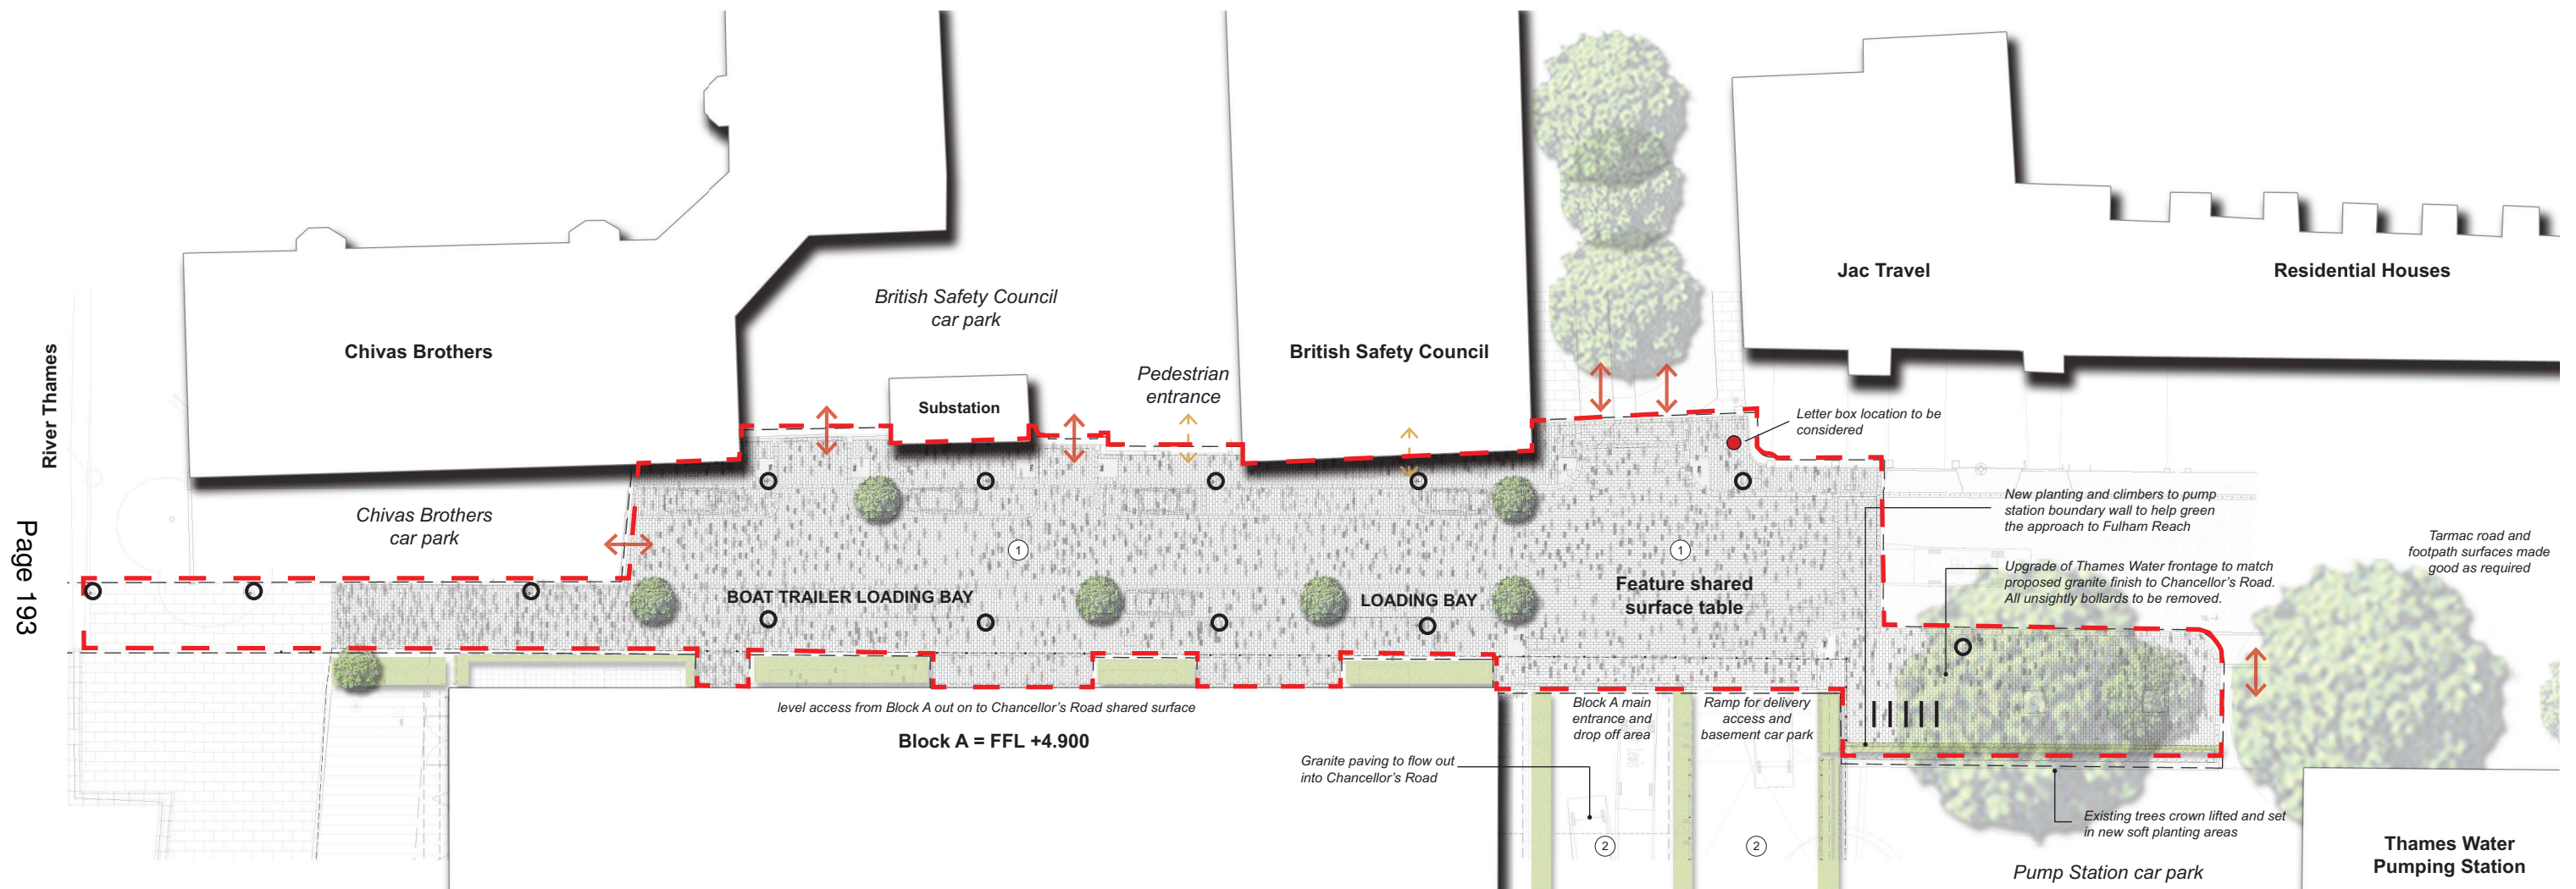 River Thames
Page 193
Chivas Brothers
Chivas Brothers
car park
British Safety Council
car park
Substation
Pedestrian
entrance
British Safety Council
Jac Travel
Residential Houses
Letter box location to be
considered
New planting and climbers to pump
station boundary wall to help green
the approach to Fulham Reach
Upgrade of Thames Water frontage to match
proposed granite finish to Chancellor's Road.
All unsightly bollards to be removed.
Tarmac road and
footpath surfaces made
good as required
1
1
BOAT TRAILER LOADING BAY
LOADING BAY
Feature shared
surface table
level access from Block A out on to Chancellor's Road shared surface
Block A = FFL +4.900
Granite paving to flow out
into Chancellor's Road
Block A main
entrance and
drop off area
Ramp for delivery
access and
basement car park
2
2
Existing trees crown lifted and set
in new soft planting areas
Pump Station car park
Thames Water
Pumping Station